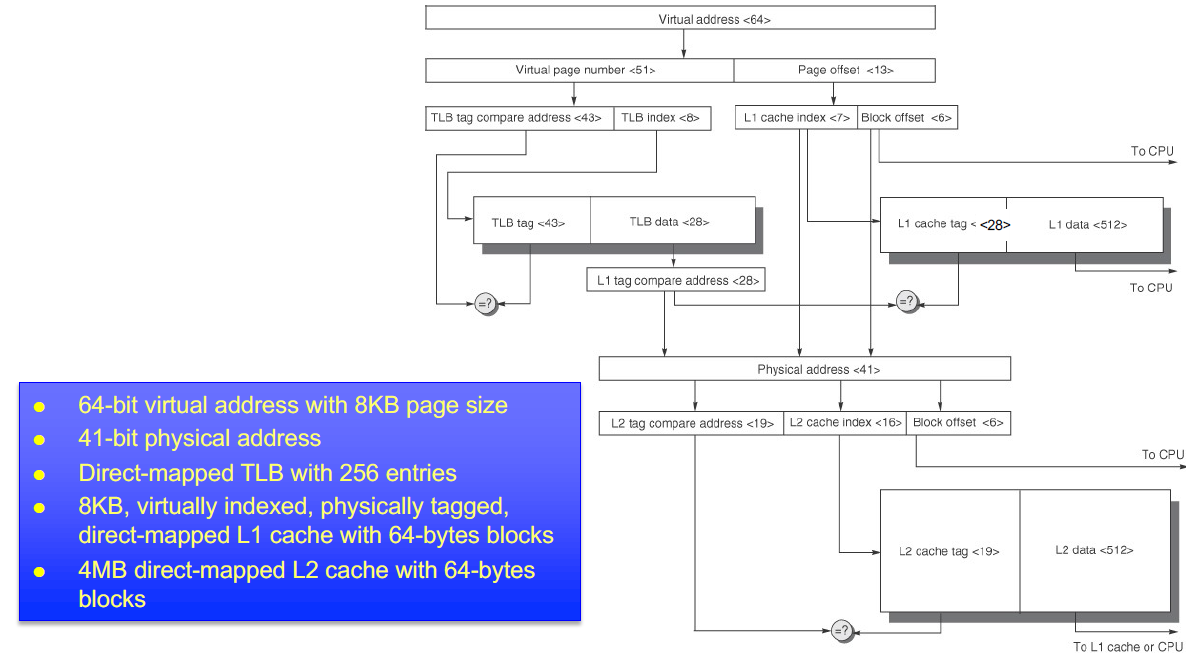 Virtual address <64>
Virtual page number <51>
Page offset <13>
TLB tag compare address <43>
TLB index <8>
L1 cache index <7>
Block offset <6>
To CPU
TLB tag <43>
TLB data <28>
L1 cache tag < <28>
L1 data <512>
L1 tag compare address <28>
To CPU
=?
=?
Physical address <41>
L2 tag compare address <19>
L2 cache index <16>
Block offset <6>
To CPU
L2 cache tag <19>
L2 data <512>
=?
To L1 cache or CPU
● 64-bit virtual address with 8KB page size
● 41-bit physical address
● Direct-mapped TLB with 256 entries
● 8KB, virtually indexed, physically tagged,
direct-mapped L1 cache with 64-bytes blocks
● 4MB direct-mapped L2 cache with 64-bytes
blocks